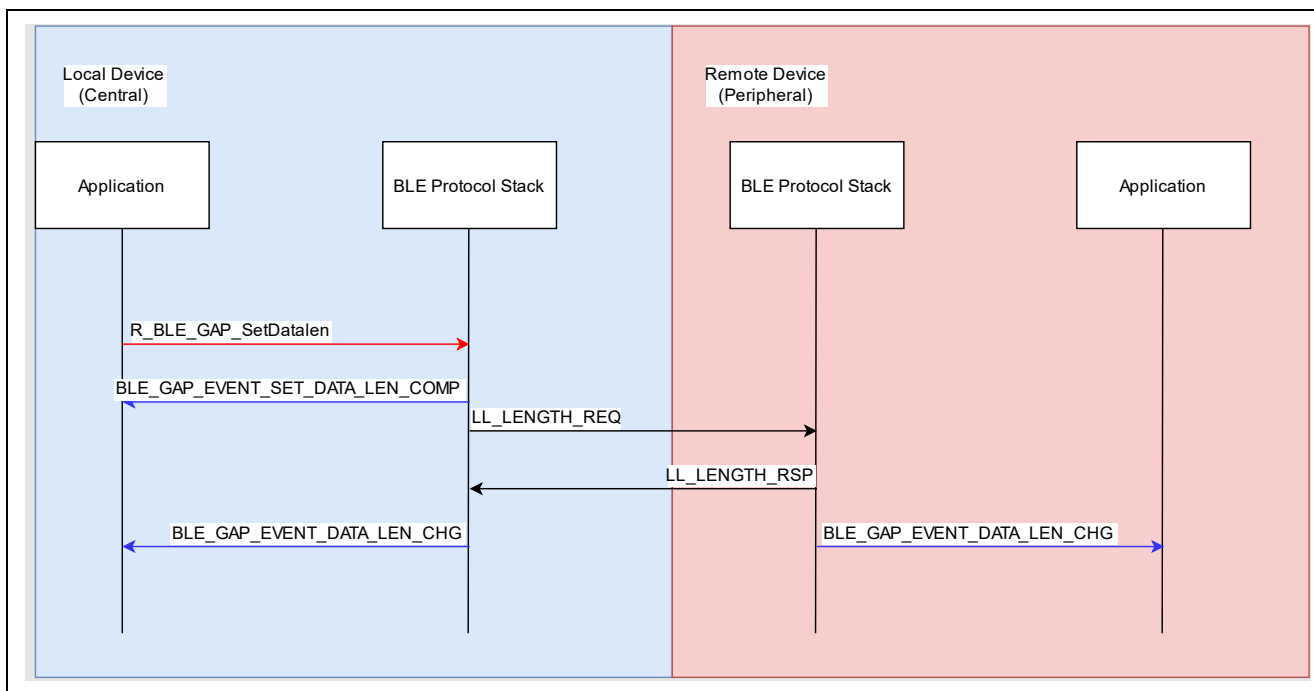 Local Device
(Central)
Remote Device
(Peripheral)
Application
BLE Protocol Stack
BLE Protocol Stack
Application
R_BLE_GAP_SetDatalen
BLE_GAP_EVENT_SET_DATA_LEN_COMP
LL_LENGTH_REQ
LL_LENGTH_RSP
BLE_GAP_EVENT_DATA_LEN_CHG
BLE_GAP_EVENT_DATA_LEN_CHG